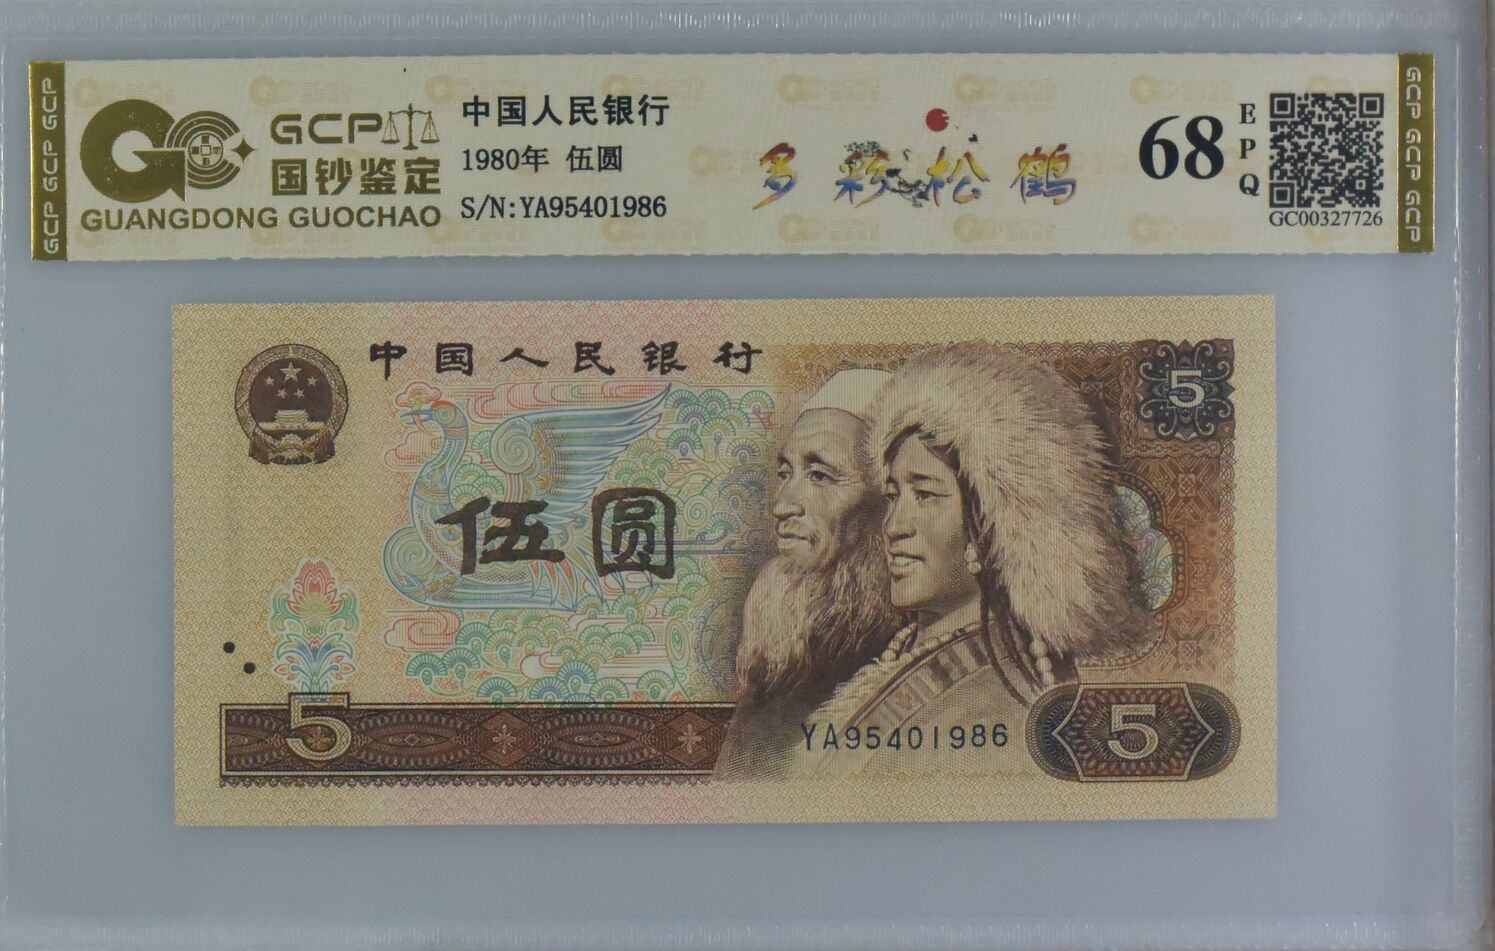 GCP GCP GCP
GCP
国钞鉴定
GUANGDONG GUOCHAO
中国人民银行
1980年 伍圆
S/N:YA95401986
多彩松鹤
68
EPQ
GC00327726
GCP GCP GCP
中国人民银行
5
伍圆
5
YA95401986
5